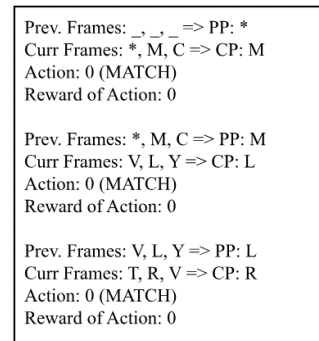 Prev. Frames: _, _, _ => PP: *
Curr Frames: *, M, C => CP: M
Action: 0 (MATCH)
Reward of Action: 0
Prev. Frames: *, M, C => PP: M
Curr Frames: V, L, Y => CP: L
Action: 0 (MATCH)
Reward of Action: 0
Prev. Frames: V, L, Y => PP: L
Curr Frames: T, R, V => CP: R
Action: 0 (MATCH)
Reward of Action: 0